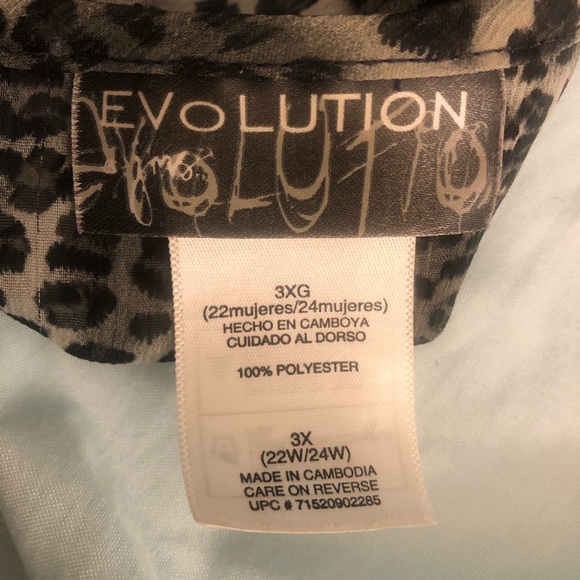 EVOLUTION
EVOLUTIO
3XG
(22mujeres/24mujeres)
HECHO EN CAMBOYA
CUIDADO AL DORSO
100% POLYESTER
3X
(22W/24W)
MADE IN CAMBODIA
CARE ON REVERSE
UPC # 71520902285